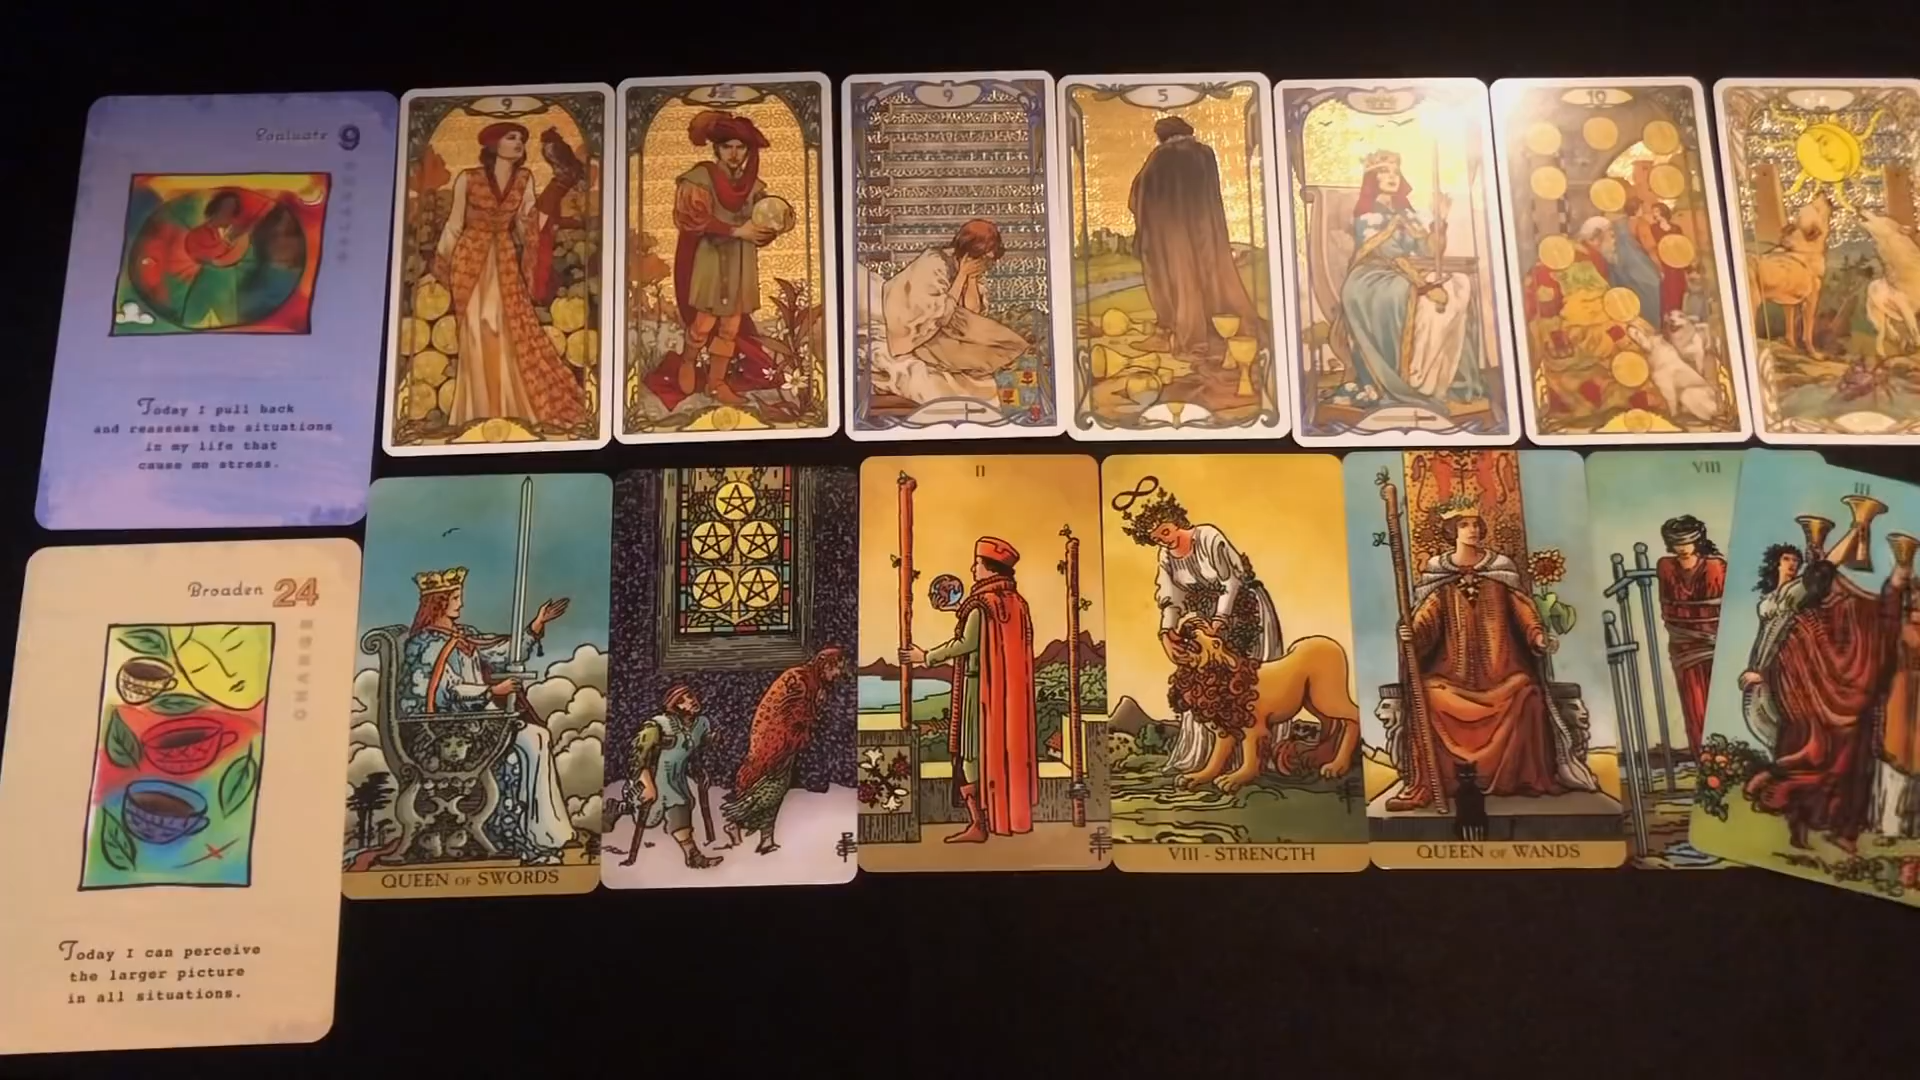 Evaluate 9
Today I pull back
and reassess the situations
in my life that
cause me stress.
9
9
5
10
Broaden 24
CHANGE
Today I can perceive
the larger picture
in all situations.
QUEEN OF SWORDS
V
II
VIII - STRENGTH
QUEEN OF WANDS
VIII
III